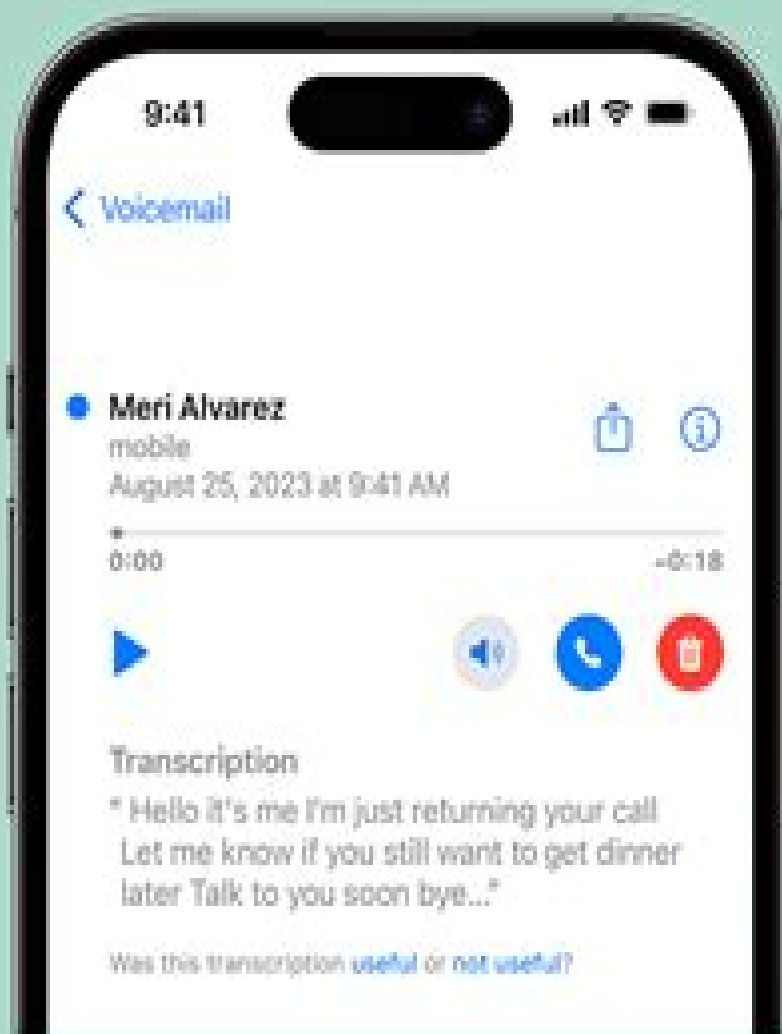 9:41
Voicemail
Meri Alvarez
mobile
August 25, 2023 at 9:41 AM
0:00
-0:18
Transcription
" Hello it's me I'm just returning your call
Let me know if you still want to get dinner
later Talk to you soon bye..."
Was this transcription useful or not useful?